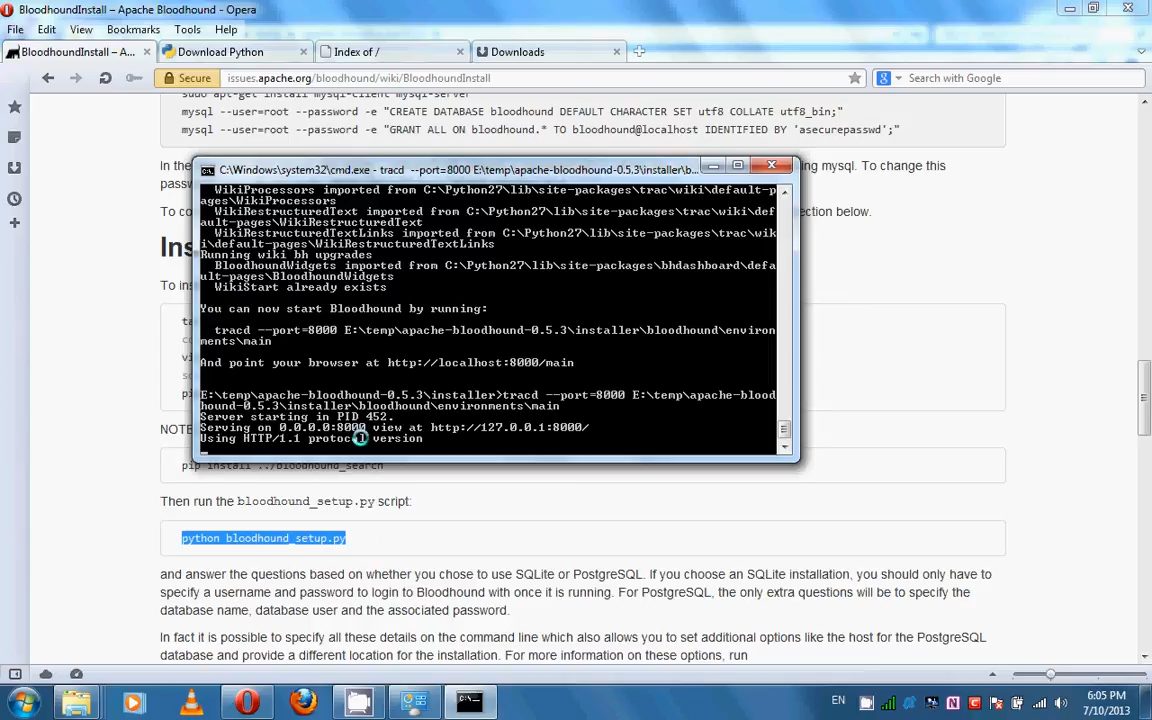 BloodhoundInstall – Apache Bloodhound - Opera
File Edit View Bookmarks Tools Help
BloodhoundInstall – A...
Download Python
Index of /
Downloads
Secure
issues.apache.org/bloodhound/wiki/BloodhoundInstall
Search with Google
sudo apt-get install mysql-client mysql-server
mysql --user=root --password -e "CREATE DATABASE bloodhound DEFAULT CHARACTER SET utf8 COLLATE utf8_bin;"
mysql --user=root --password -e "GRANT ALL ON bloodhound.* TO bloodhound@localhost IDENTIFIED BY 'asecurepasswd';"
In the
ng mysql. To change this
passw
To co
ection below.
Ins
To ins
ta
co
vi
so
pi
NOTE
pip install ../bloodhound_search
C:\Windows\system32\cmd.exe - tracd --port=8000 E:\temp\apache-bloodhound-0.5.3\installer\b...
WikiProcessors imported from C:\Python27\lib\site-packages\trac\wiki\default-p
ages\WikiProcessors
WikiRestructuredText imported from C:\Python27\lib\site-packages\trac\wiki\def
ault-pages\WikiRestructuredText
WikiRestructuredTextLinks imported from C:\Python27\lib\site-packages\trac\wik
i\default-pages\WikiRestructuredTextLinks
Running wiki bh upgrades
BloodhoundWidgets imported from C:\Python27\lib\site-packages\bhdashboard\defa
ult-pages\BloodhoundWidgets
WikiStart already exists
You can now start Bloodhound by running:
tracd --port=8000 E:\temp\apache-bloodhound-0.5.3\installer\bloodhound\environ
ments\main
And point your browser at http://localhost:8000/main
E:\temp\apache-bloodhound-0.5.3\installer>tracd --port=8000 E:\temp\apache-blood
hound-0.5.3\installer\bloodhound\environments\main
Server starting in PID 452.
Serving on 0.0.0.0:8000 view at http://127.0.0.1:8000/
Using HTTP/1.1 protocol version
Then run the bloodhound_setup.py script:
python bloodhound_setup.py
and answer the questions based on whether you chose to use SQLite or PostgreSQL. If you choose an SQLite installation, you should only have to
specify a username and password to login to Bloodhound with once it is running. For PostgreSQL, the only extra questions will be to specify the
database name, database user and the associated password.
In fact it is possible to specify all these details on the command line which also allows you to set additional options like the host for the PostgreSQL
database and provide a different location for the installation. For more information on these options, run
EN
6:05 PM
7/10/2013